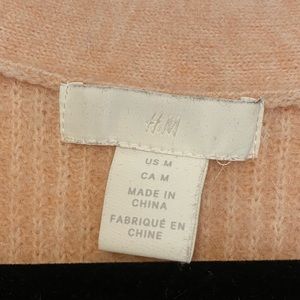 H&M
US M
CA M
MADE IN
CHINA
FABRIQUÉ EN
CHINE